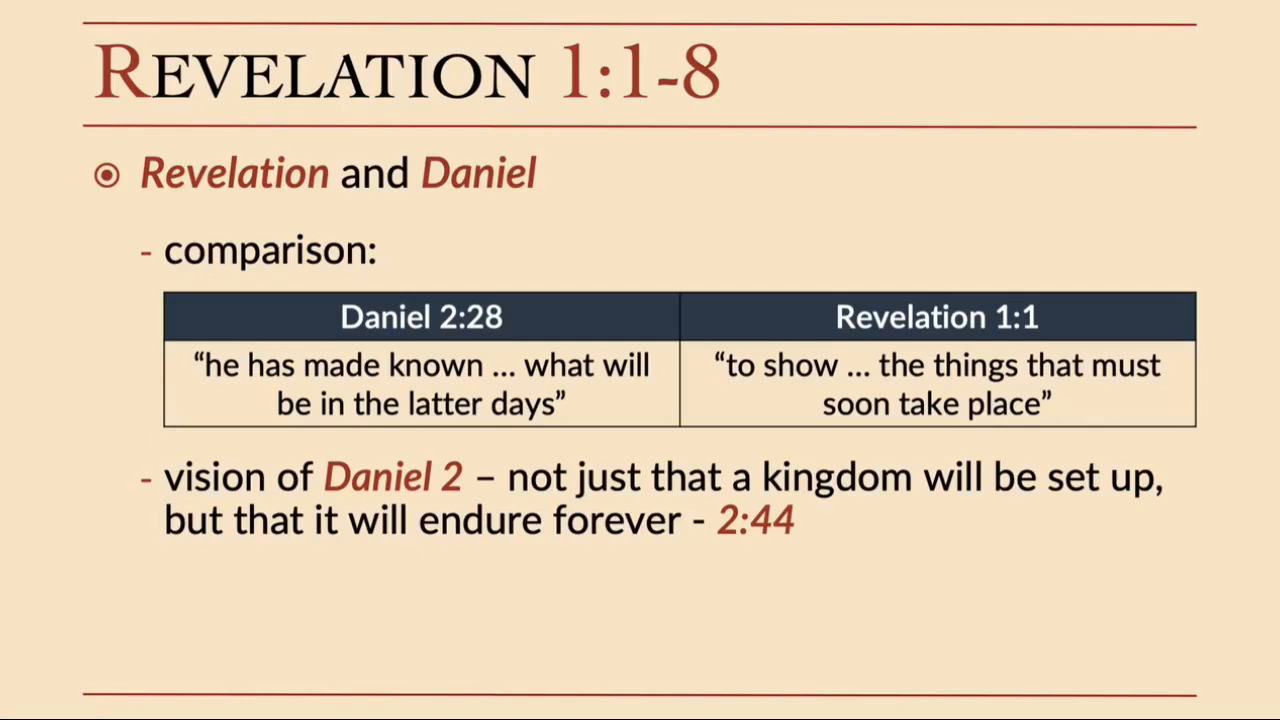 REVELATION 1:1-8
Revelation and Daniel
- comparison:
Daniel 2:28
Revelation 1:1
“he has made known ... what will
be in the latter days”
“to show ... the things that must
soon take place”
- vision of Daniel 2 – not just that a kingdom will be set up,
but that it will endure forever - 2:44